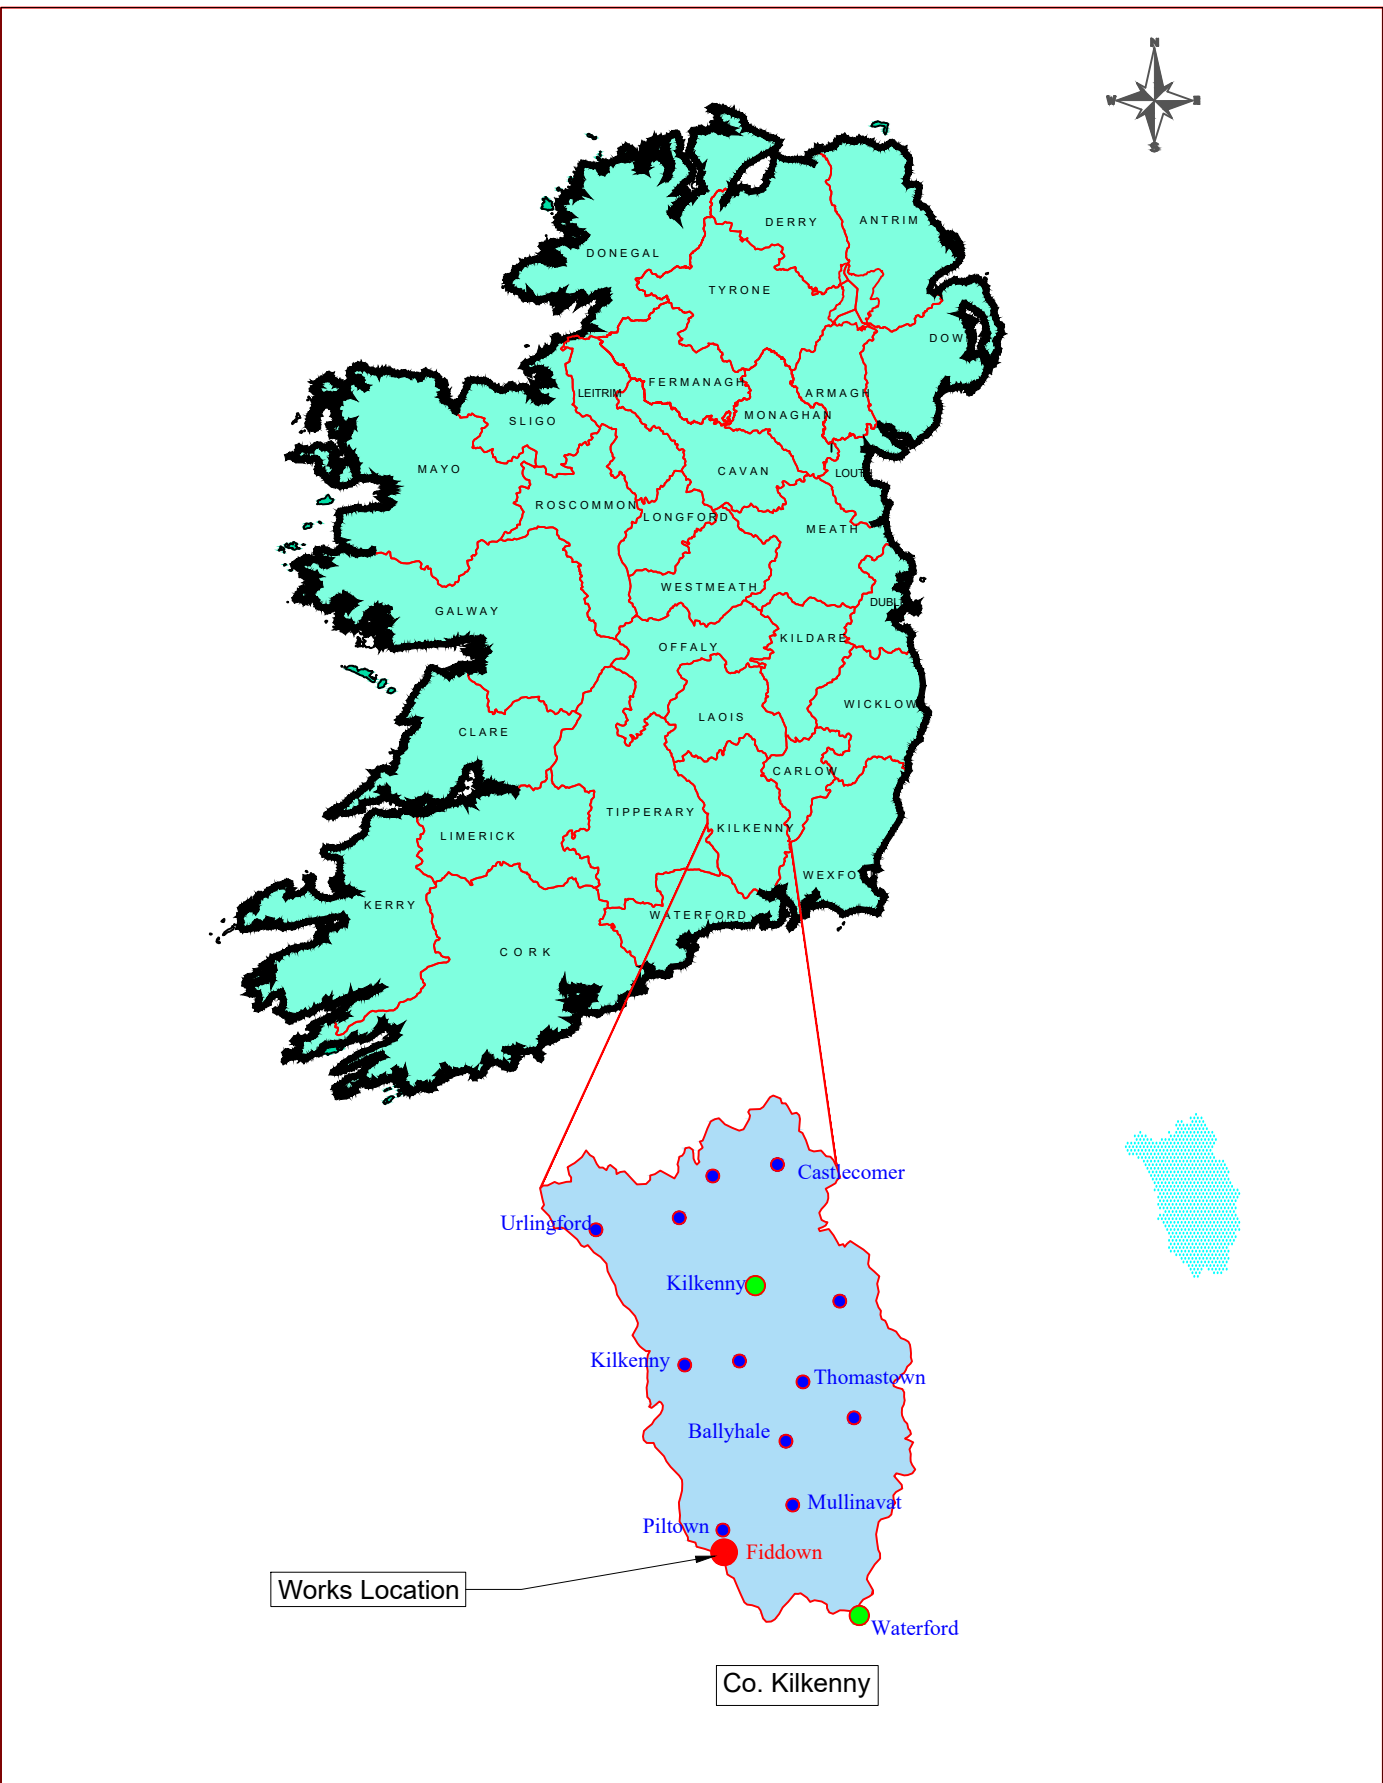 N
W
E
S
DERRY
ANTRIM
DONEGAL
TYRONE
DOW
FERMANAGH
LEITRIM
ARMAGH
MONAGHAN
SLIGO
MAYO
CAVAN
LOUTH
ROSCOMMON
LONGFORD
MEATH
WESTMEATH
DUBL
GALWAY
KILDARE
OFFALY
WICKLOW
LAOIS
CLARE
CARLOW
TIPPERARY
KILKENNY
LIMERICK
WEXFO
KERRY
WATERFORD
CORK
Castlecomer
Urlingford
Kilkenny
Kilkenny
Thomastown
Ballyhale
Mullinavat
Piltown
Fiddown
Works Location
Waterford
Co. Kilkenny